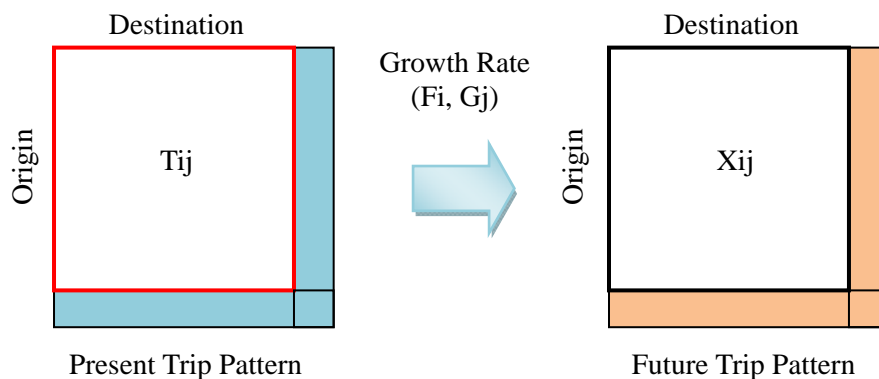 Destination
Origin
Tij
Present Trip Pattern
Growth Rate
(Fi, Gj)
Destination
Origin
Xij
Future Trip Pattern